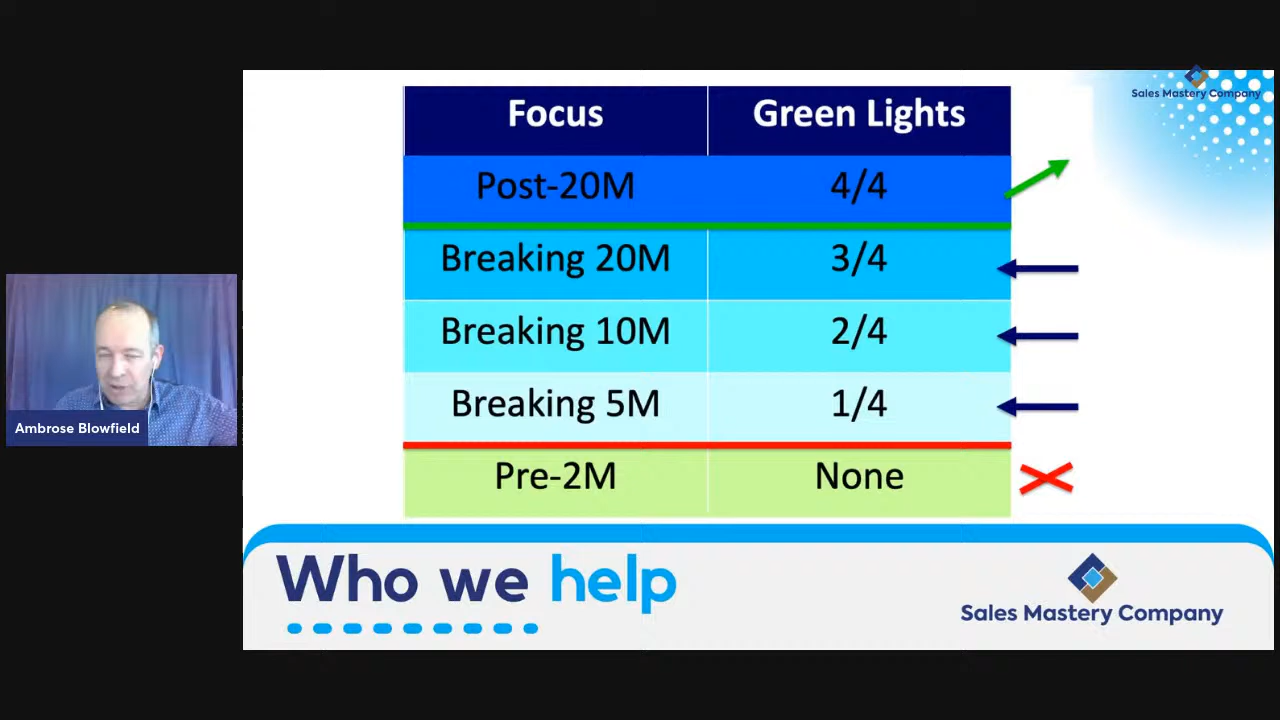 Sales Mastery Company
Focus Green Lights
Post-20M 4/4
Breaking 20M 3/4
Breaking 10M 2/4
Breaking 5M 1/4
Pre-2M None
Ambrose Blowfield
Who we help
Sales Mastery Company